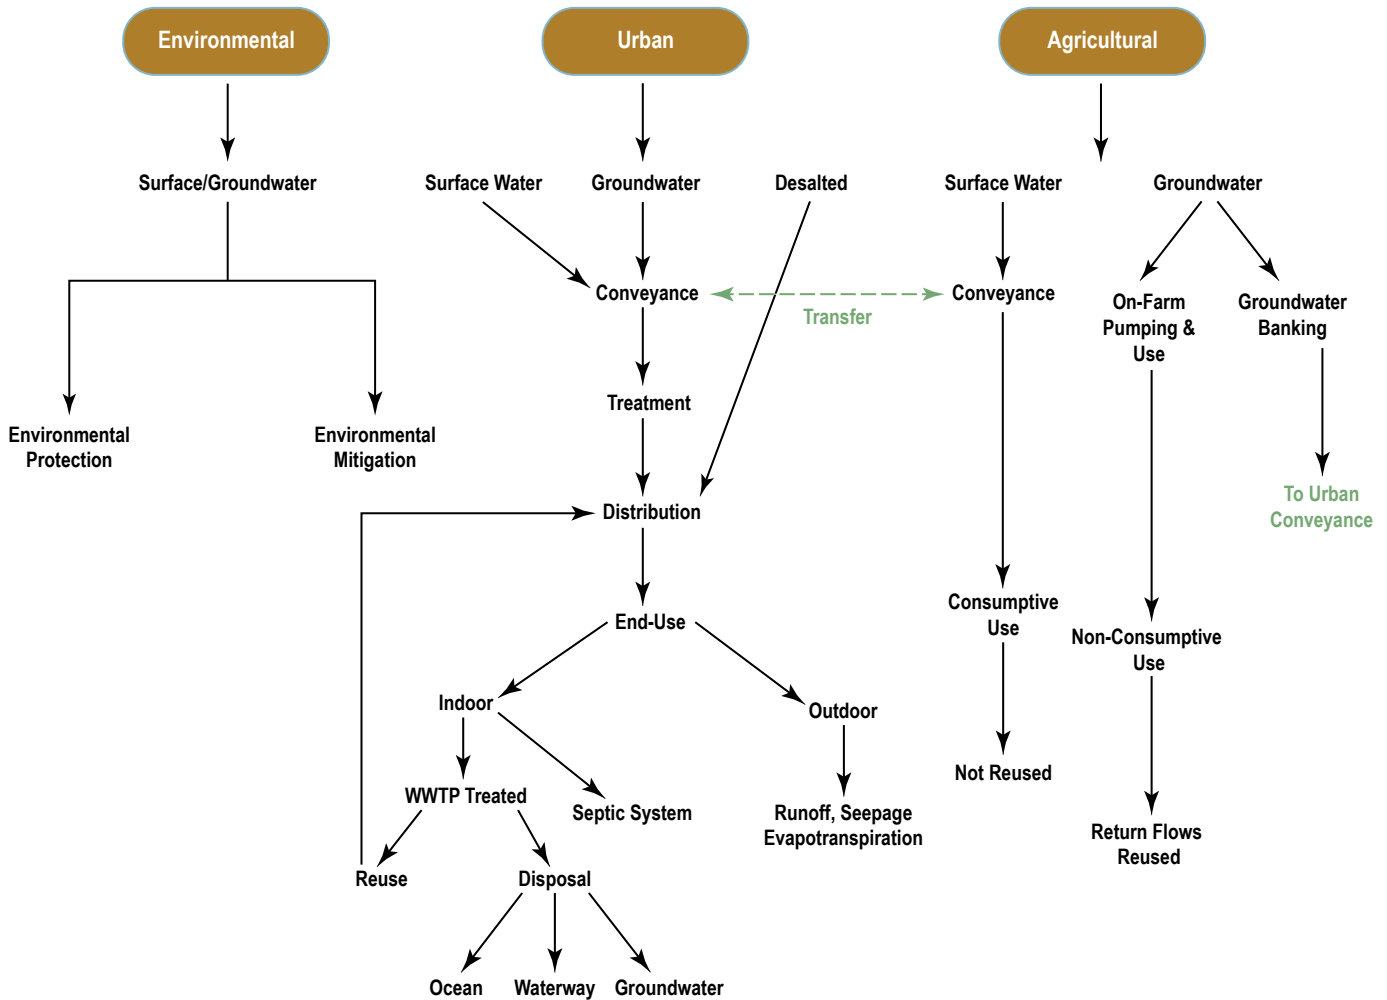 Environmental
Urban
Agricultural
Surface/Groundwater
Surface Water
Groundwater
Desalted
Surface Water
Groundwater
Conveyance
Transfer
Conveyance
On-Farm
Pumping &
Use
Groundwater
Banking
Treatment
Environmental
Protection
Environmental
Mitigation
To Urban
Conveyance
Distribution
End-Use
Consumptive
Use
Non-Consumptive
Use
Indoor
Outdoor
Not Reused
WWTP Treated
Septic System
Runoff, Seepage
Evapotranspiration
Return Flows
Reused
Reuse
Disposal
Ocean
Waterway
Groundwater